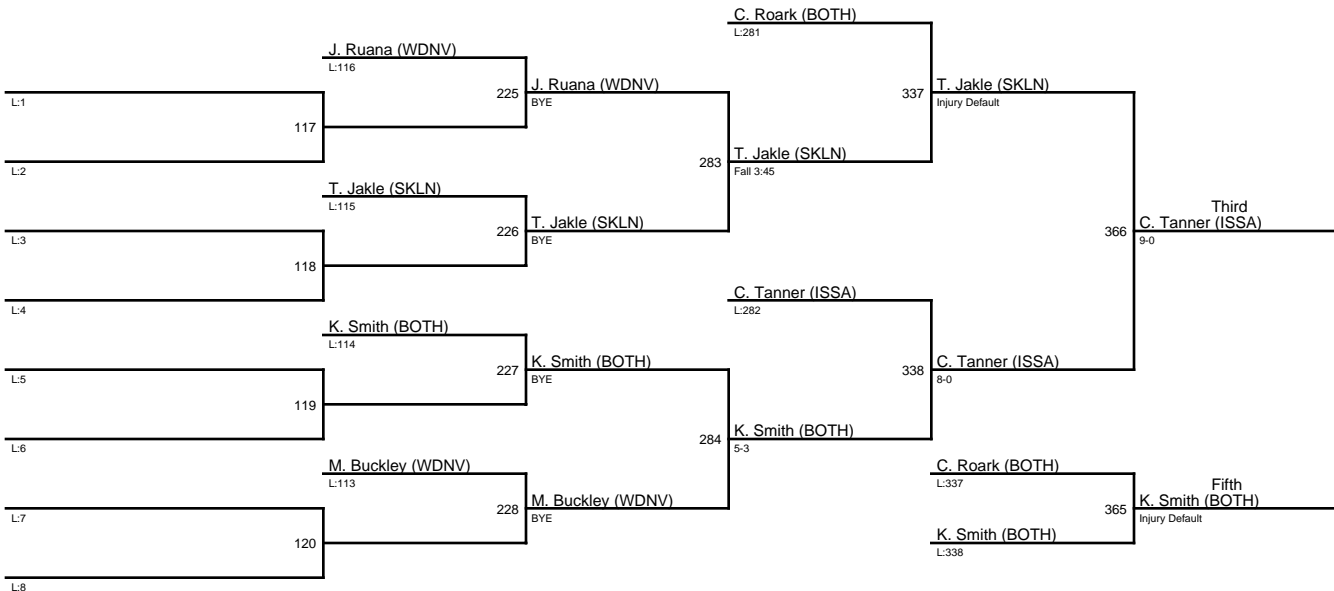 C. Roark (BOTH)
L:281
J. Ruana (WDNV)
L:116
225
J. Ruana (WDNV)
BYE
337
T. Jakle (SKLN)
Injury Default
L:1
117
283
T. Jakle (SKLN)
Fall 3:45
L:2
T. Jakle (SKLN)
L:115
226
T. Jakle (SKLN)
BYE
366
Third
C. Tanner (ISSA)
9-0
L:3
118
C. Tanner (ISSA)
L:282
L:4
K. Smith (BOTH)
L:114
227
K. Smith (BOTH)
BYE
338
C. Tanner (ISSA)
8-0
L:5
119
284
K. Smith (BOTH)
5-3
L:6
M. Buckley (WDNV)
L:113
C. Roark (BOTH)
L:337
228
M. Buckley (WDNV)
BYE
365
Fifth
K. Smith (BOTH)
Injury Default
L:7
120
K. Smith (BOTH)
L:338
L:8